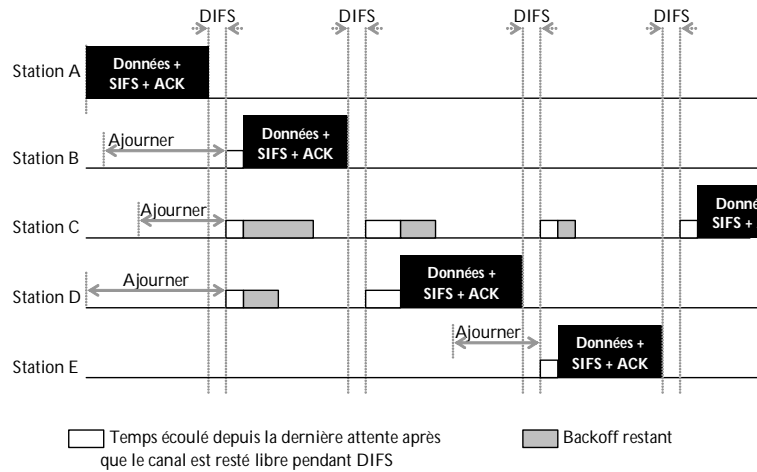 DIFS DIFS DIFS DIFS
Station A
Données +
SIFS + ACK
Ajourner
Station B
Données +
SIFS + ACK
Ajourner
Station C
Donné
SIFS +
Ajourner
Station D
Données +
SIFS + ACK
Ajourner
Station E
Données +
SIFS + ACK
Temps écoulé depuis la dernière attente après
que le canal est resté libre pendant DIFS
Backoff restant